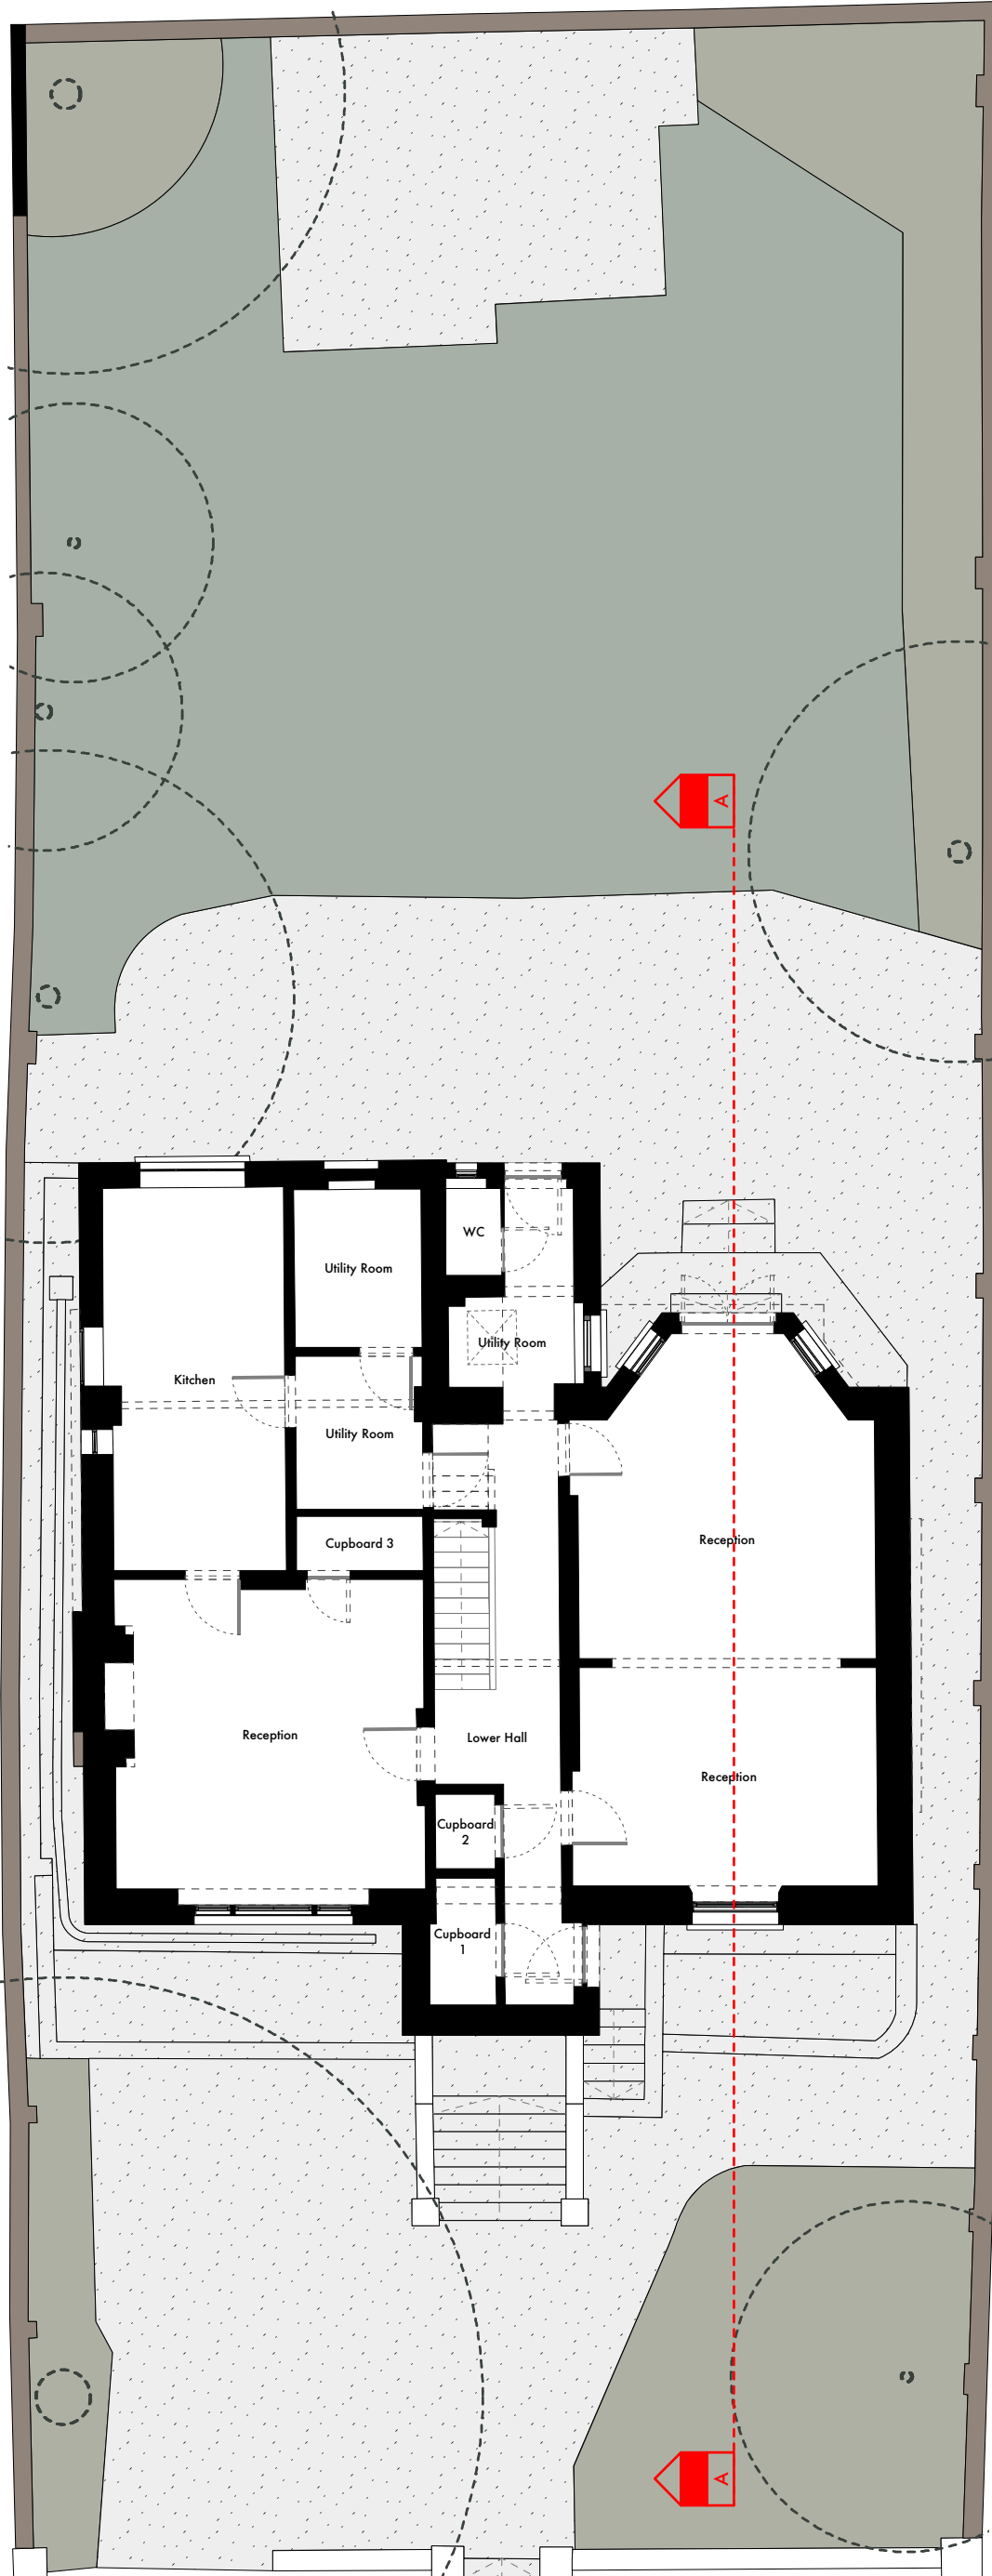 A
WC
Utility Room
Utility Room
Kitchen
Utility Room
Cupboard 3
Reception
Reception
Lower Hall
Reception
Cupboard
2
Cupboard
1
A